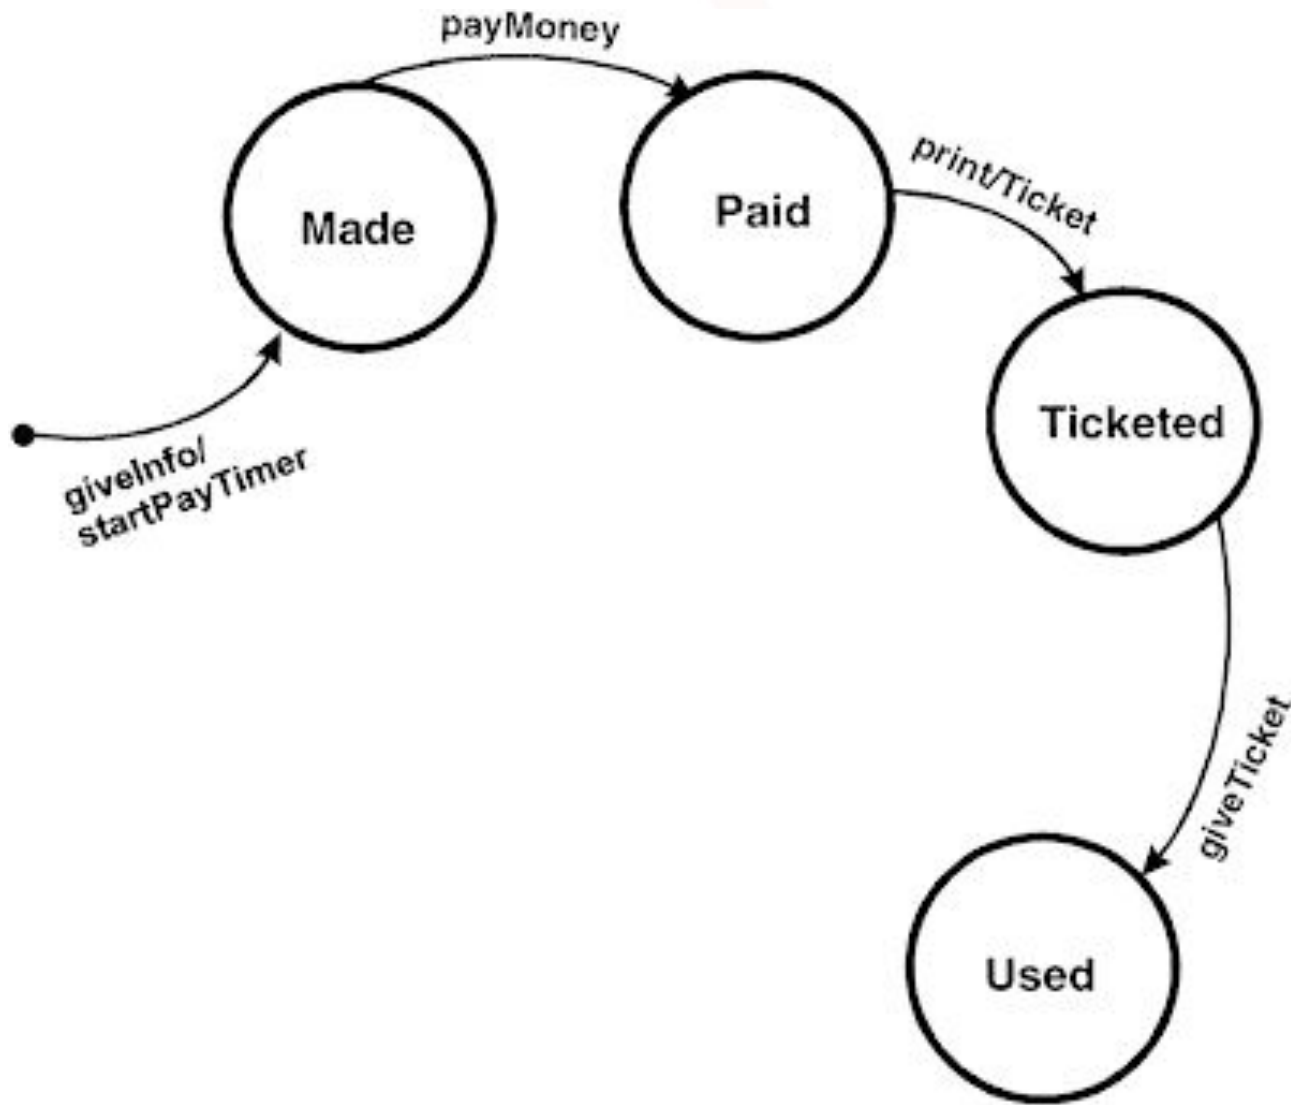 payMoney
Made
Paid
print/Ticket
Ticketed
giveInfo/
startPayTimer
giveTicket
Used